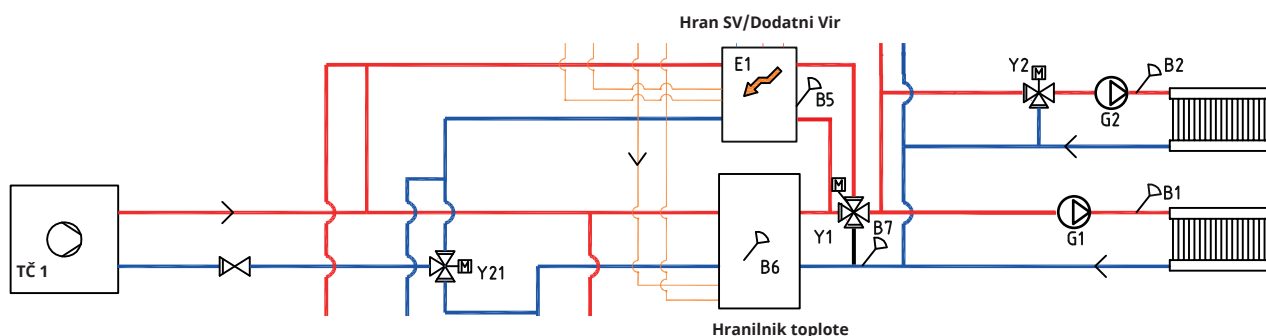 Hran SV/Dodatni Vir
E1
B5
Y2
M
B2
G2
TČ 1
M
Y21
B6
M
Y1
B7
G1
B1
Hranilnik toplote